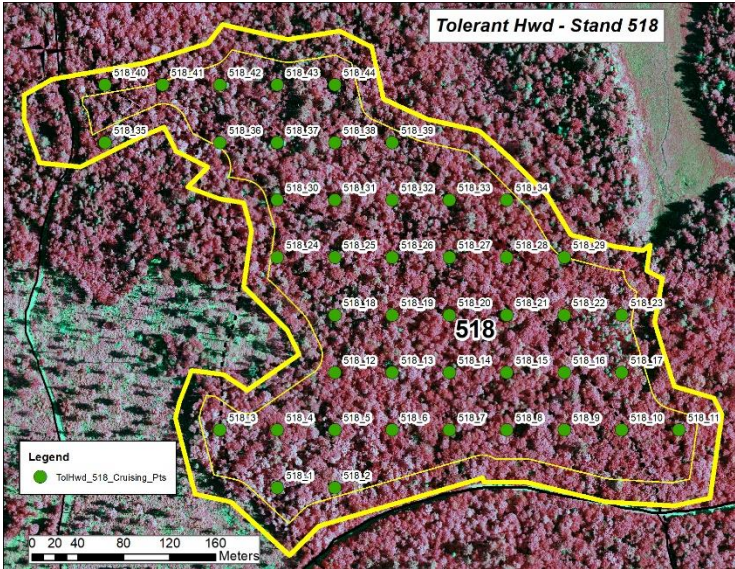 Tolerant Hwd - Stand 518
518_40 518_41 518_42 518_43 518_44
518_35 518_36 518_37 518_38 518_39
518_30 518_31 518_32 518_33 518_34
518_24 518_25 518_26 518_27 518_28 518_29
518_18 518_19 518_20 518_21 518_22 518_23
518
518_12 518_13 518_14 518_15 518_16 518_17
518_3 518_4 518_5 518_6 518_7 518_8 518_9 518_10 518_11
518_1 518_2
Legend
TolHwd_518_Cruising_Pts
0 20 40 80 120 160
Meters